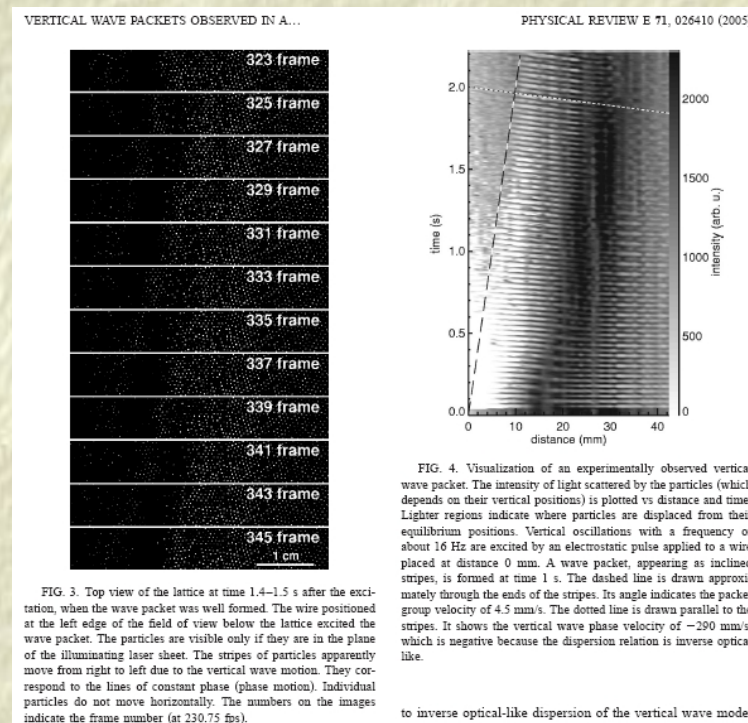 VERTICAL WAVE PACKETS OBSERVED IN A…
PHYSICAL REVIEW E 71, 026410 (2005
323 frame
325 frame
327 frame
329 frame
331 frame
333 frame
335 frame
337 frame
339 frame
341 frame
343 frame
345 frame
1 cm
FIG. 3. Top view of the lattice at time 1.4–1.5 s after the exci-
tation, when the wave packet was well formed. The wire positioned
at the left edge of the field of view below the lattice excited the
wave packet. The particles are visible only if they are in the plane
of the illuminating laser sheet. The stripes of particles apparently
move from right to left due to the vertical wave motion. They cor-
respond to the lines of constant phase (phase motion). Individual
particles do not move horizontally. The numbers on the images
indicate the frame number (at 230.75 fps).
2.0
1.5
1.0
0.5
0.0
time (s)
0 10 20 30 40
distance (mm)
2000
1500
1000
500
0
intensity (arb. u.)
FIG. 4. Visualization of an experimentally observed vertica
wave packet. The intensity of light scattered by the particles (whic
depends on their vertical positions) is plotted vs distance and time
Lighter regions indicate where particles are displaced from thei
equilibrium positions. Vertical oscillations with a frequency o
about 16 Hz are excited by an electrostatic pulse applied to a wir
placed at distance 0 mm. A wave packet, appearing as incline
stripes, is formed at time 1 s. The dashed line is drawn approxi
mately through the ends of the stripes. Its angle indicates the packe
group velocity of 4.5 mm/s. The dotted line is drawn parallel to th
stripes. It shows the vertical wave phase velocity of −290 mm/s
which is negative because the dispersion relation is inverse optica
like.
to inverse optical-like dispersion of the vertical wave mode